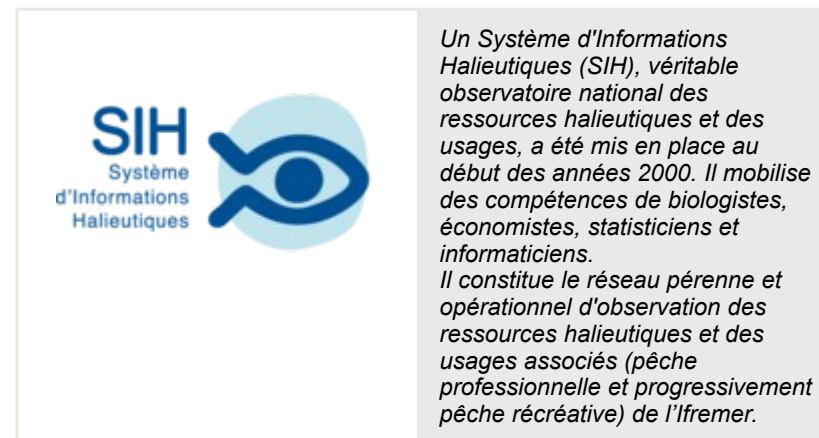 SIH
Système
d'Informations
Halieutiques
Un Système d'Informations
Halieutiques (SIH), véritable
observatoire national des
ressources halieutiques et des
usages, a été mis en place au
début des années 2000. Il mobilise
des compétences de biologistes,
économistes, statisticiens et
informaticiens.
Il constitue le réseau pérenne et
opérationnel d'observation des
ressources halieutiques et des
usages associés (pêche
professionnelle et progressivement
pêche récréative) de l’Ifremer.